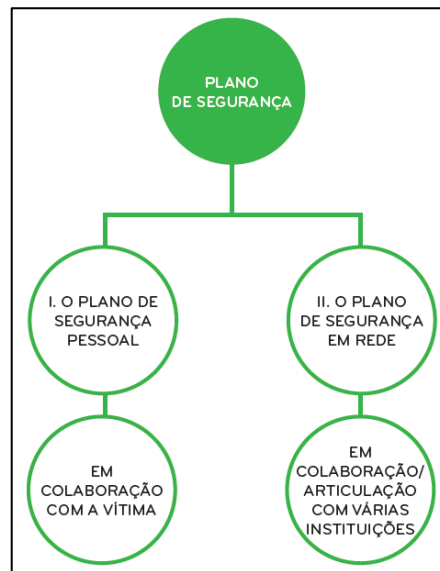 PLANO
DE SEGURANÇA
I. O PLANO DE
SEGURANÇA
PESSOAL
II. O PLANO
DE SEGURANÇA
EM REDE
EM
COLABORAÇÃO
COM A VÍTIMA
EM
COLABORAÇÃO/
ARTICULAÇÃO
COM VÁRIAS
INSTITUIÇÕES